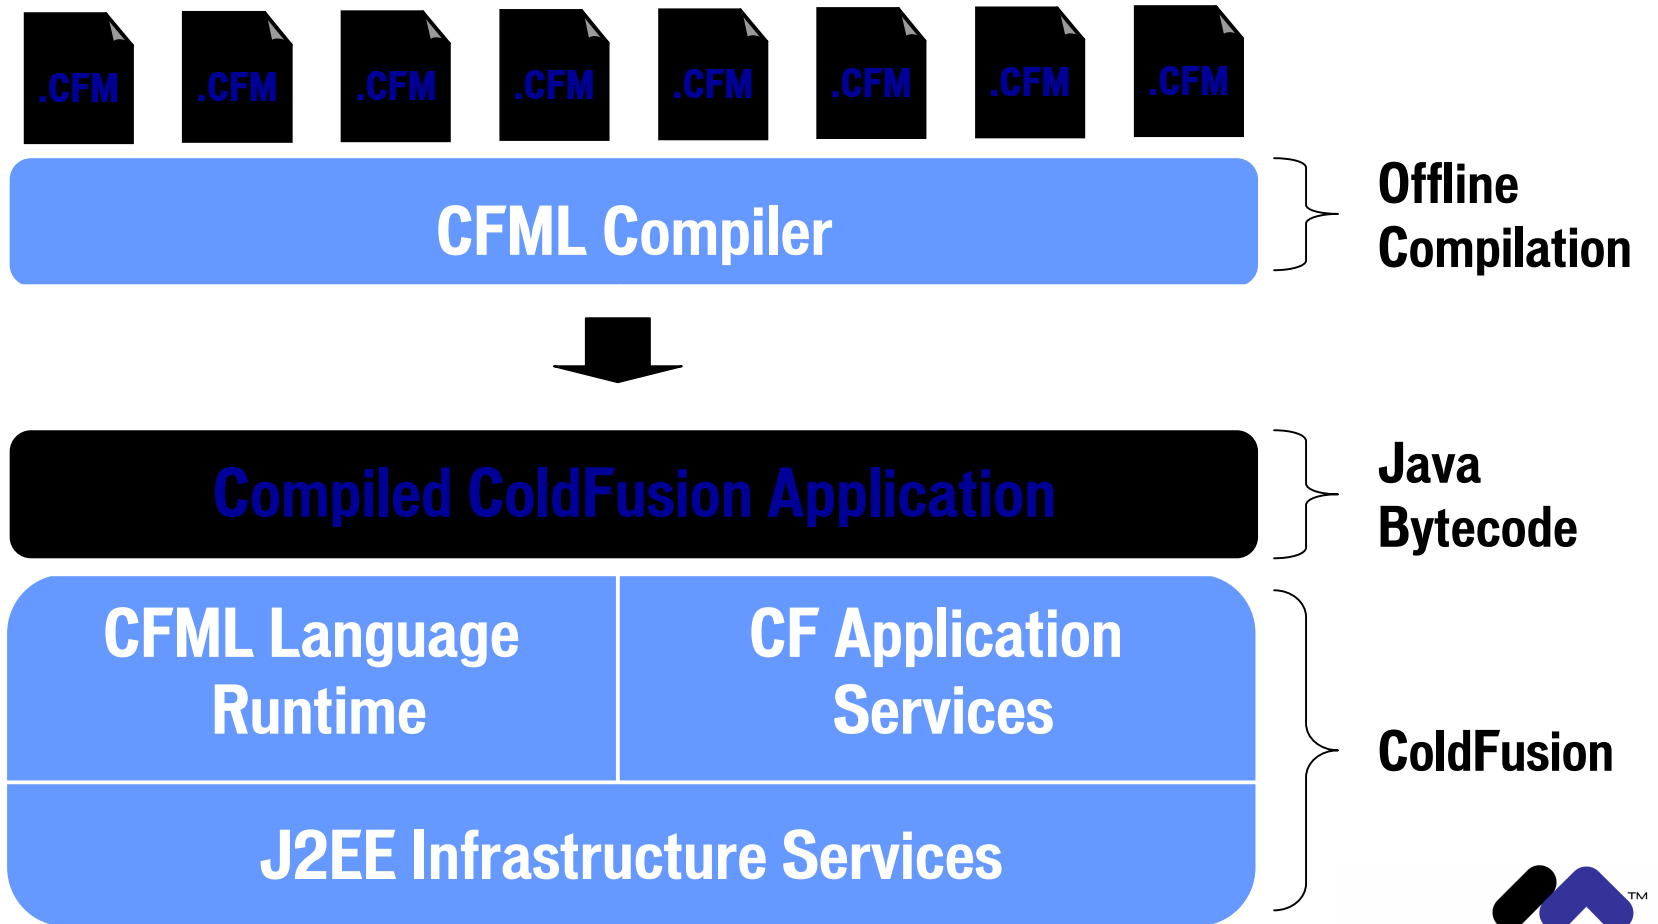 .CFM .CFM .CFM .CFM .CFM .CFM .CFM .CFM
CFML Compiler
Offline
Compilation
Compiled ColdFusion Application
Java
Bytecode
CFML Language
Runtime
CF Application
Services
ColdFusion
J2EE Infrastructure Services
TM